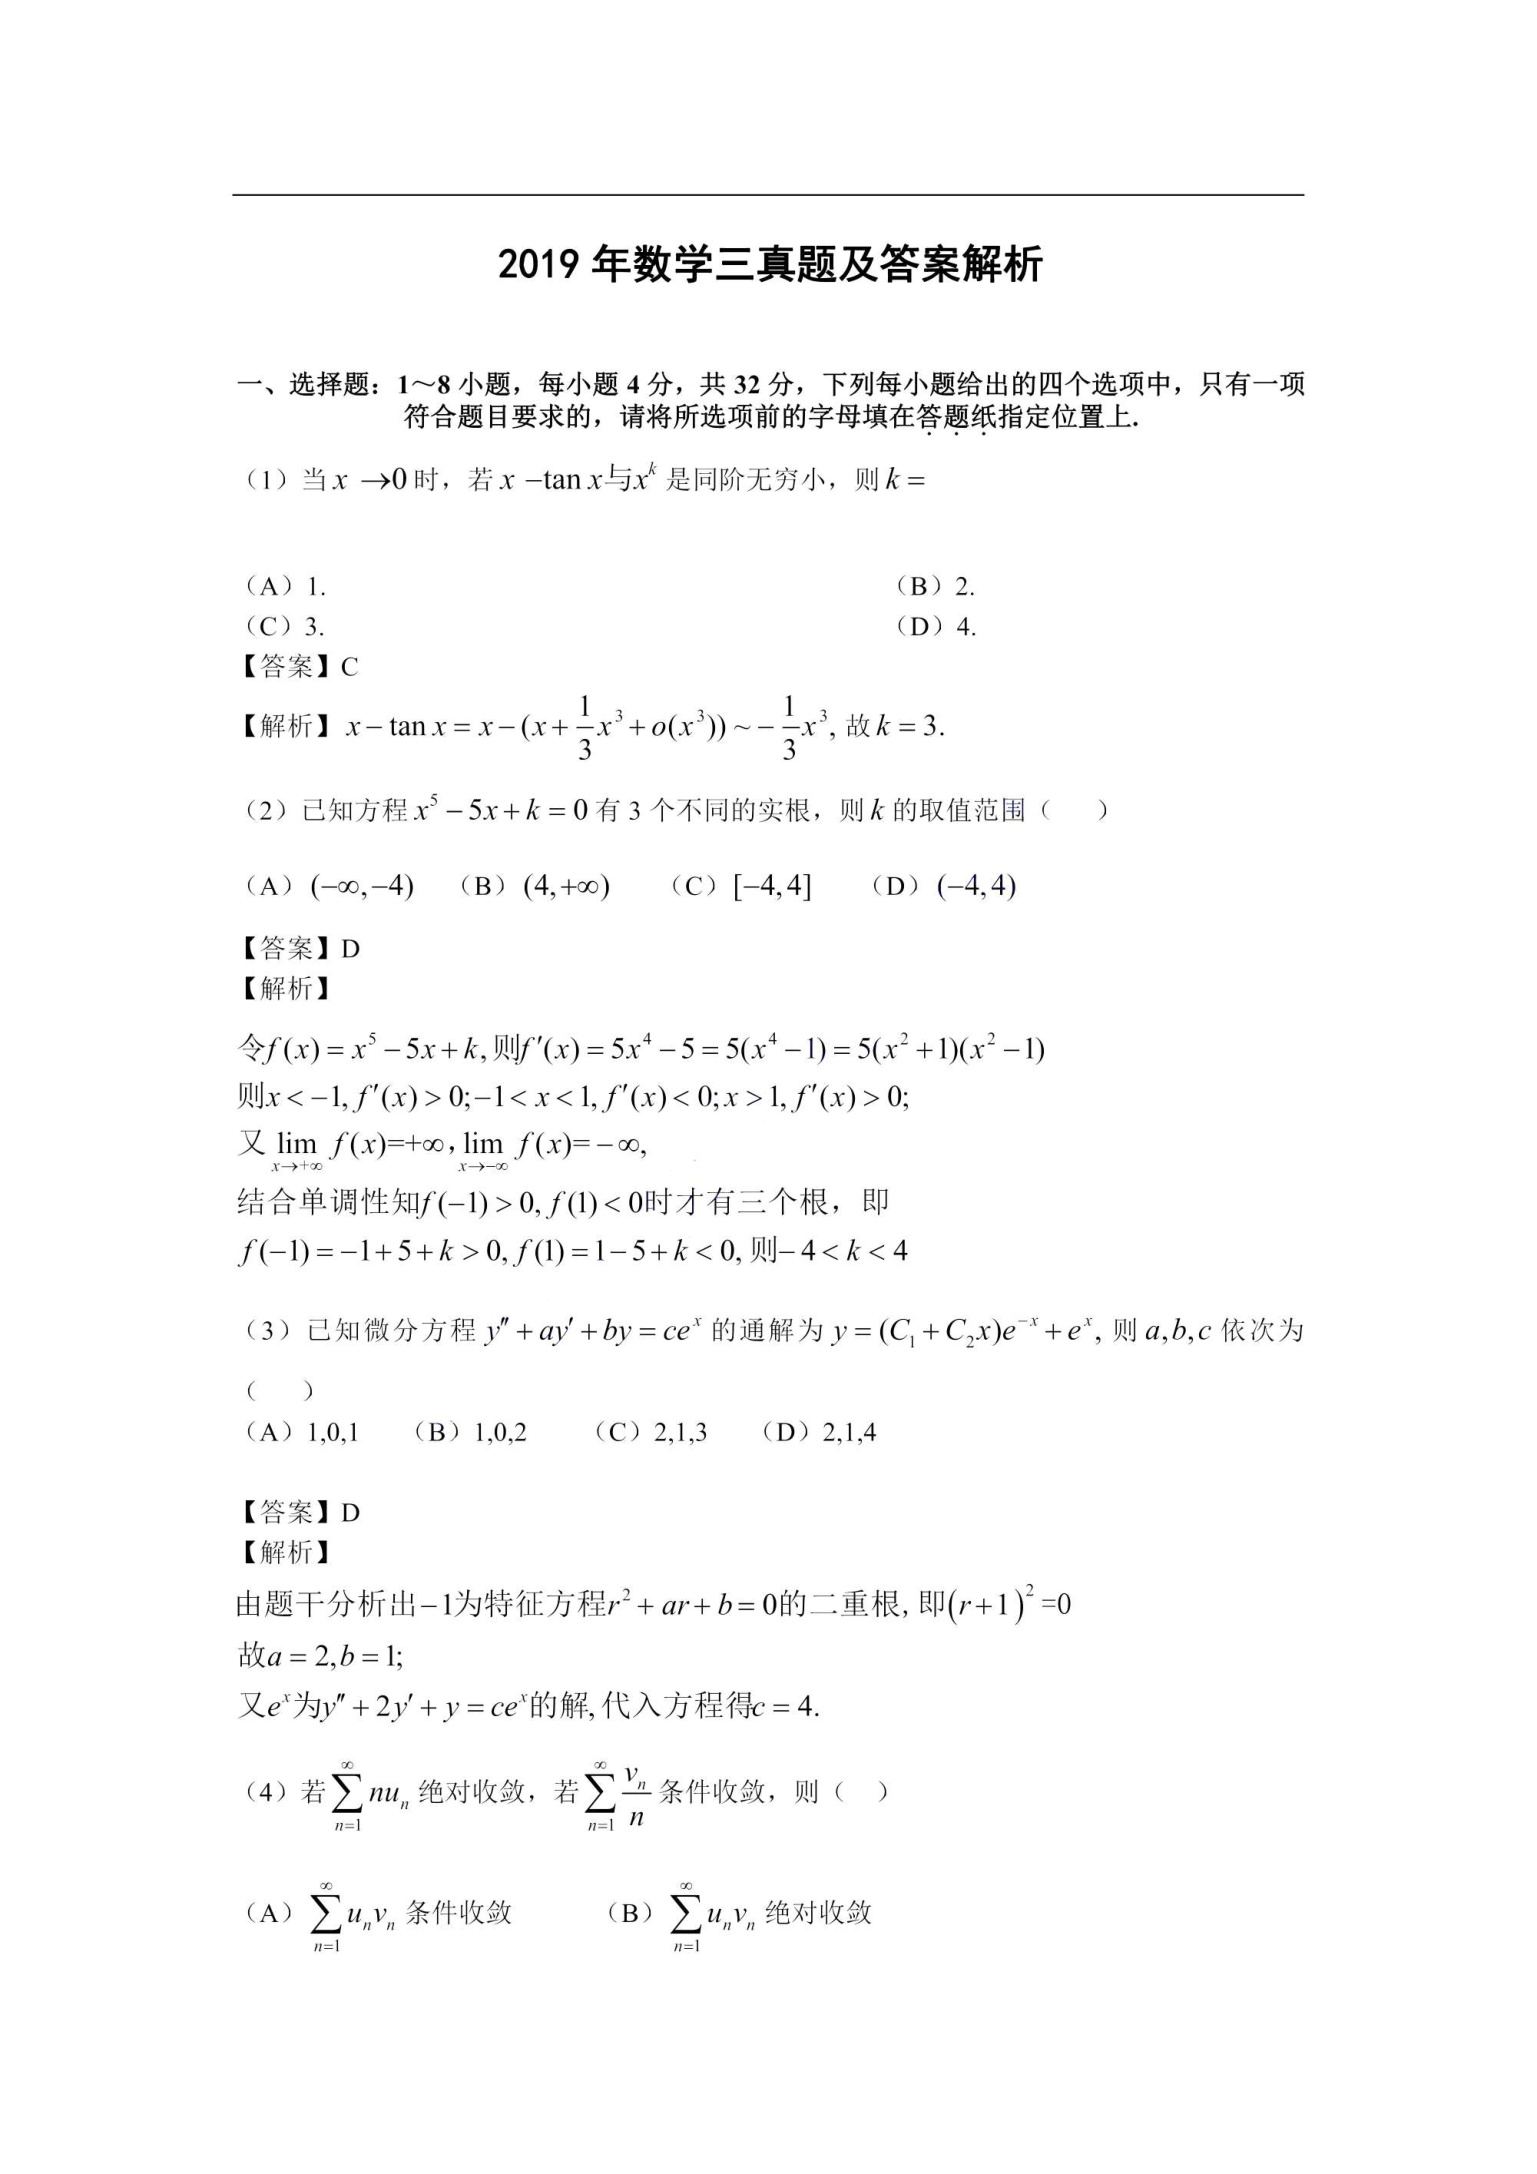 2019 年数学三真题及答案解析
一、选择题：1～8 小题，每小题 4 分，共 32 分，下列每小题给出的四个选项中，只有一项
符合题目要求的，请将所选项前的字母填在答题纸指定位置上.
（1）当 x →0 时，若 x −tan x与x^k 是同阶无穷小，则 k =
（A）1. （B）2.
（C）3. （D）4.
【答案】C
【解析】x − tan x = x − (x + 1/3 x³ + o(x³)) ~ − 1/3 x³, 故 k = 3.
（2）已知方程 x⁵ − 5x + k = 0 有 3 个不同的实根，则 k 的取值范围（ ）
（A）(−∞,−4) （B）(4,+∞) （C）[−4,4] （D）(−4,4)
【答案】D
【解析】
令f(x) = x⁵ − 5x + k, 则f′(x) = 5x⁴ − 5 = 5(x⁴ −1) = 5(x² +1)(x² −1)
则x < −1, f′(x) > 0;−1 < x < 1, f′(x) < 0; x > 1, f′(x) > 0;
又 lim_{x→+∞} f(x)=+∞，lim_{x→−∞} f(x)= − ∞,
结合单调性知f(−1) > 0, f(1) < 0时才有三个根，即
f(−1) = −1+ 5 + k > 0, f(1) = 1− 5 + k < 0, 则− 4 < k < 4
（3）已知微分方程 y″ + ay′ + by = ce^x 的通解为 y = (C₁ + C₂x)e^{−x} + e^x, 则 a,b,c 依次为
（ ）
（A）1,0,1 （B）1,0,2 （C）2,1,3 （D）2,1,4
【答案】D
【解析】
由题干分析出−1为特征方程r² + ar + b = 0的二重根, 即(r+1)²=0
故a = 2,b = 1;
又e^x为y″ + 2y′ + y = ce^x的解, 代入方程得c = 4.
（4）若 ∑_{n=1}^{∞} nu_n 绝对收敛，若 ∑_{n=1}^{∞} v_n/n 条件收敛，则（ ）
（A）∑_{n=1}^{∞} u_n v_n 条件收敛 （B）∑_{n=1}^{∞} u_n v_n 绝对收敛